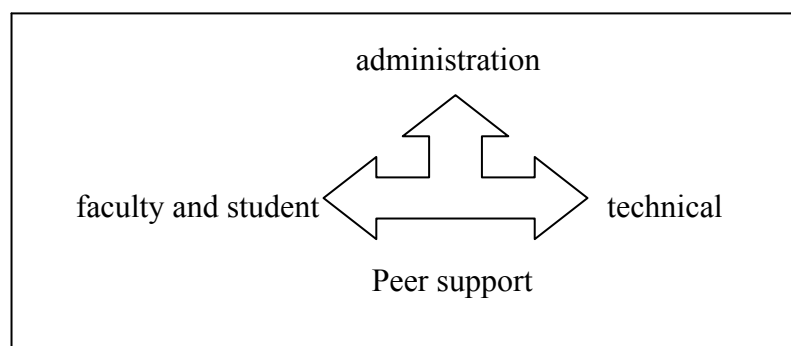 administration
faculty and student
technical
Peer support